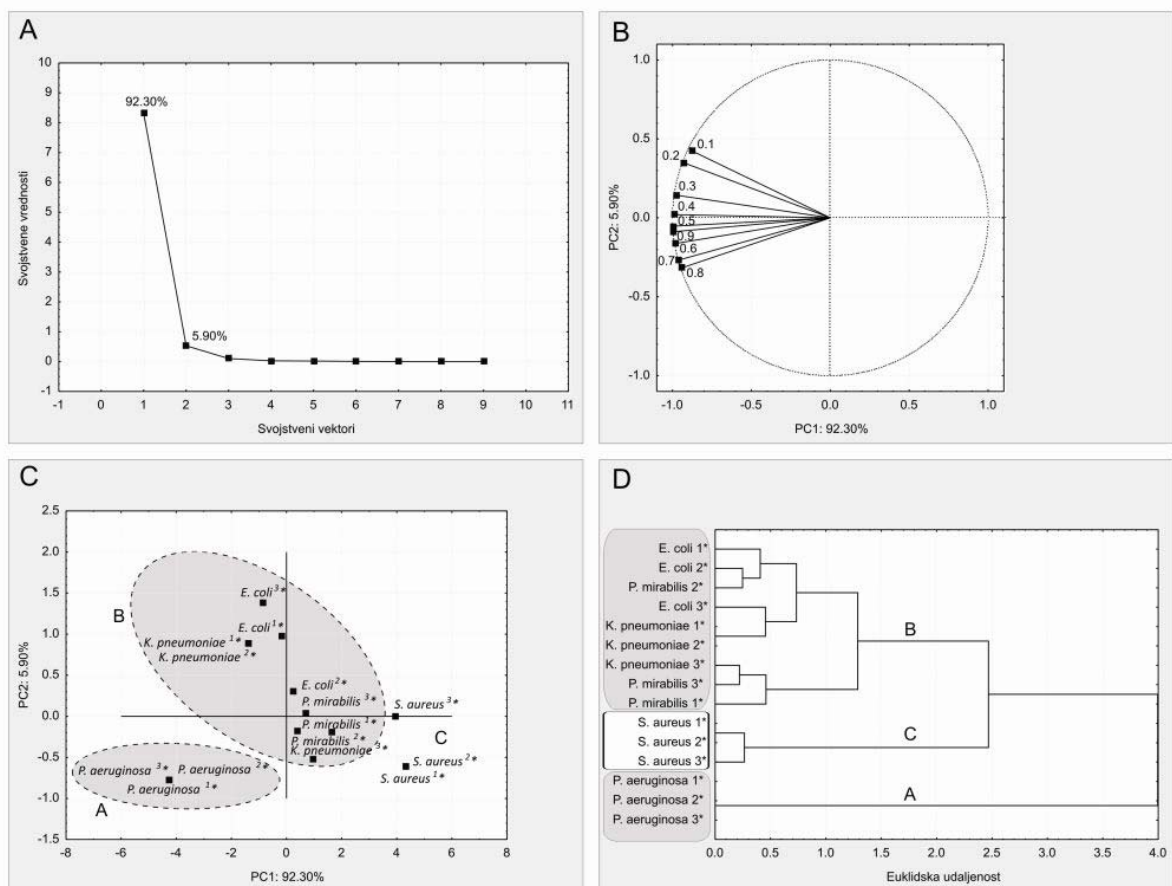 A
10
9
8
7
6
5
4
3
2
1
0
-1
Svojstvene vrednosti
92.30%
5.90%
-1 0 1 2 3 4 5 6 7 8 9 10 11
Svojstveni vektori
B
1.0
0.5
0.0
-0.5
-1.0
PC2: 5.90%
0.1
0.2
0.3
0.4
0.5
0.9
0.6
0.7
0.8
-1.0 -0.5 0.0 0.5 1.0
PC1: 92.30%
C
2.5
2.0
1.5
1.0
0.5
0.0
-0.5
-1.0
-1.5
PC2: 5.90%
B
E. coli 3*
E. coli 1*
K. pneumoniae 1*
K. pneumoniae 2*
E. coli 2*
P. mirabilis 3*
S. aureus 3*
P. mirabilis 1*
C
P. mirabilis 2*
K. pneumoniae 3*
S. aureus 2*
S. aureus 1*
P. aeruginosa 3* P. aeruginosa 2*
P. aeruginosa 1*
A
-8 -6 -4 -2 0 2 4 6 8
PC1: 92.30%
D
E. coli 1*
E. coli 2*
P. mirabilis 2*
E. coli 3*
K. pneumoniae 1*
K. pneumoniae 2*
K. pneumoniae 3*
P. mirabilis 3*
P. mirabilis 1*
S. aureus 1*
S. aureus 2*
S. aureus 3*
P. aeruginosa 1*
P. aeruginosa 2*
P. aeruginosa 3*
B
C
A
0.0 0.5 1.0 1.5 2.0 2.5 3.0 3.5 4.0
Euklidska udaljenost